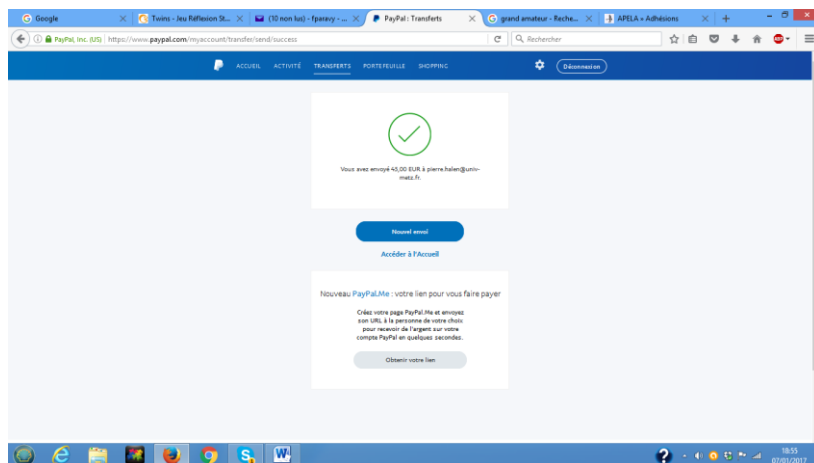 Google
Twins - Jeu Réflexion St...
(10 non lus) - fparavy - ...
PayPal : Transferts
grand amateur - Reche...
APELA » Adhésions
PayPal, Inc. (US) https://www.paypal.com/myaccount/transfer/send/success
Rechercher
ACCUEIL ACTIVITÉ TRANSFERTS PORTEFEUILLE SHOPPING
Déconnexion
Vous avez envoyé 45,00 EUR à pierre.halen@univ-
metz.fr.
Nouvel envoi
Accéder à l'Accueil
Nouveau PayPal.Me : votre lien pour vous faire payer
Créez votre page PayPal.Me et envoyez
son URL à la personne de votre choix
pour recevoir de l'argent sur votre
compte PayPal en quelques secondes.
Obtenir votre lien
18:55
07/01/2017